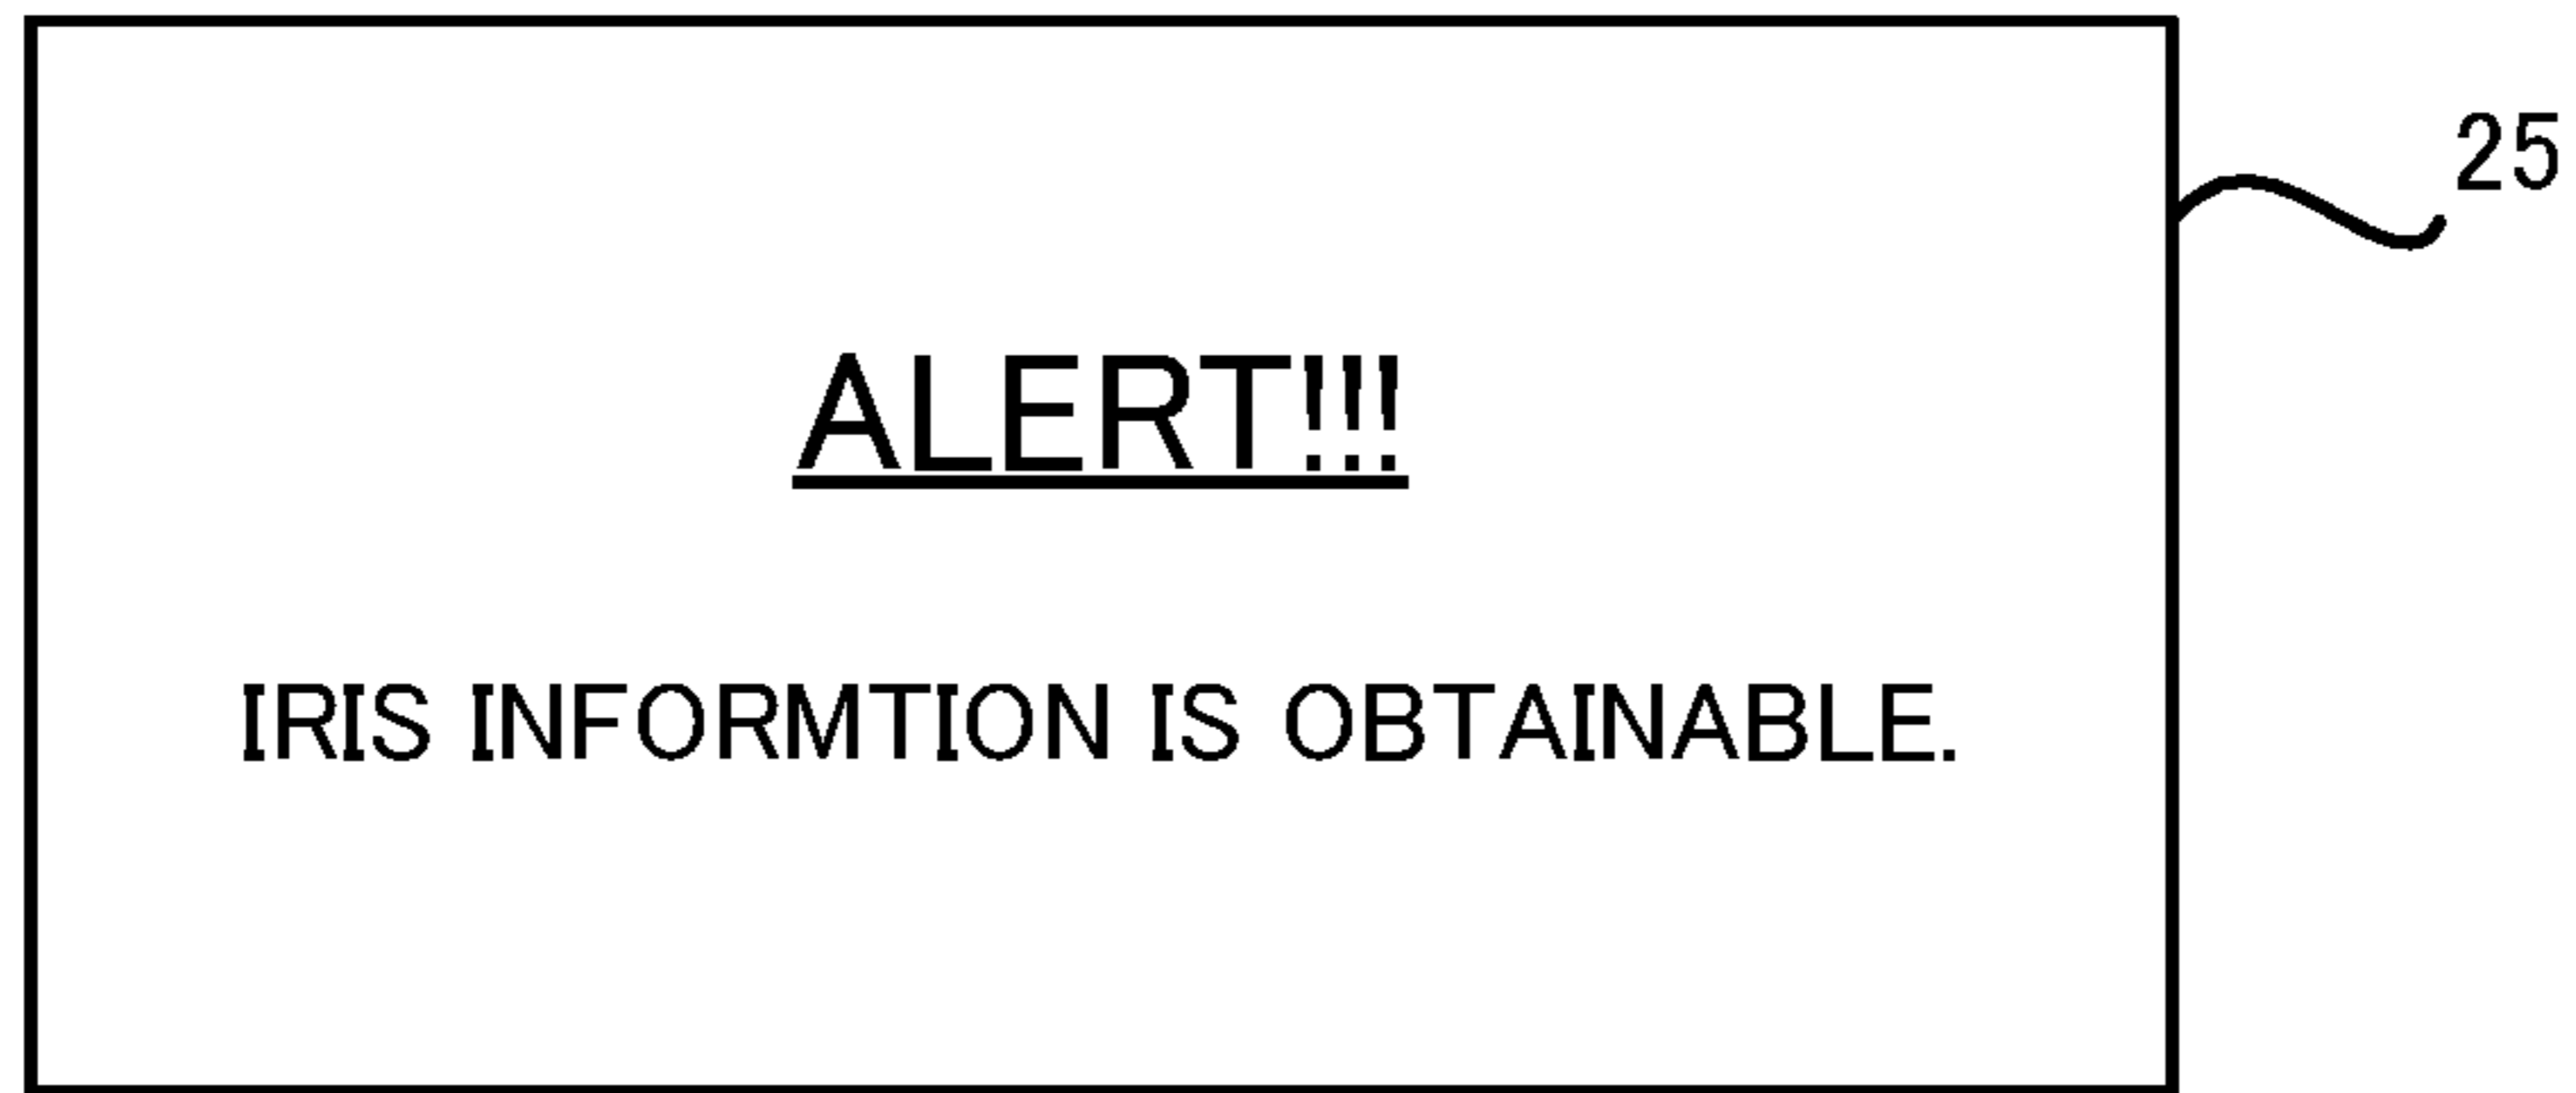 25
ALERT!!!
IRIS INFORMTION IS OBTAINABLE.